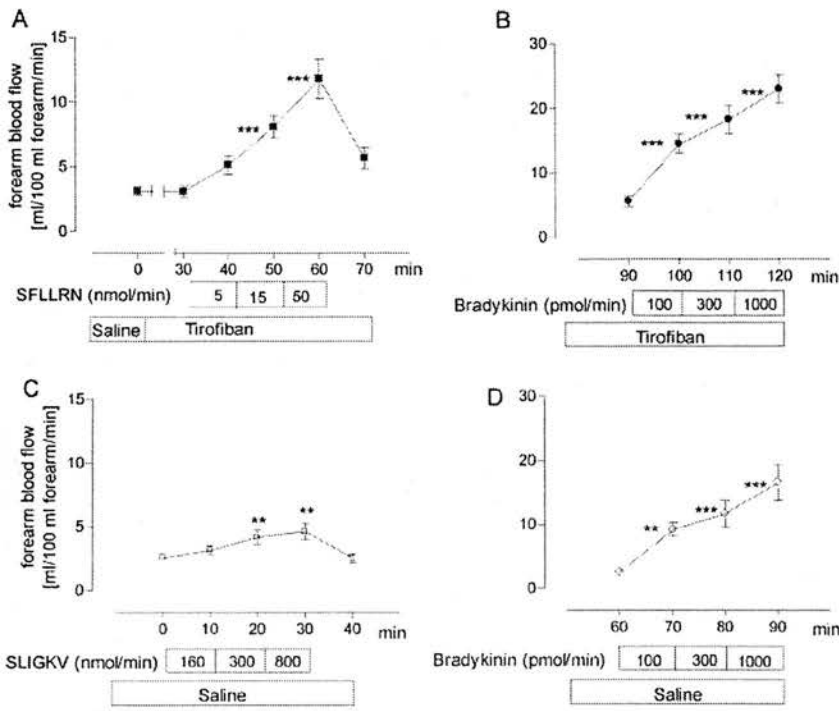 A
forearm blood flow
[ml/100 ml forearm/min]
15
10
5
0
***
***
0 30 40 50 60 70 min
SFLLRN (nmol/min) 5 15 50
Saline Tirofiban
B
30
20
10
0
***
***
***
90 100 110 120 min
Bradykinin (pmol/min) 100 300 1000
Tirofiban
C
forearm blood flow
[ml/100 ml forearm/min]
15
10
5
0
**
**
0 10 20 30 40 min
SLIGKV (nmol/min) 160 300 800
Saline
D
30
20
10
0
**
***
***
60 70 80 90 min
Bradykinin (pmol/min) 100 300 1000
Saline